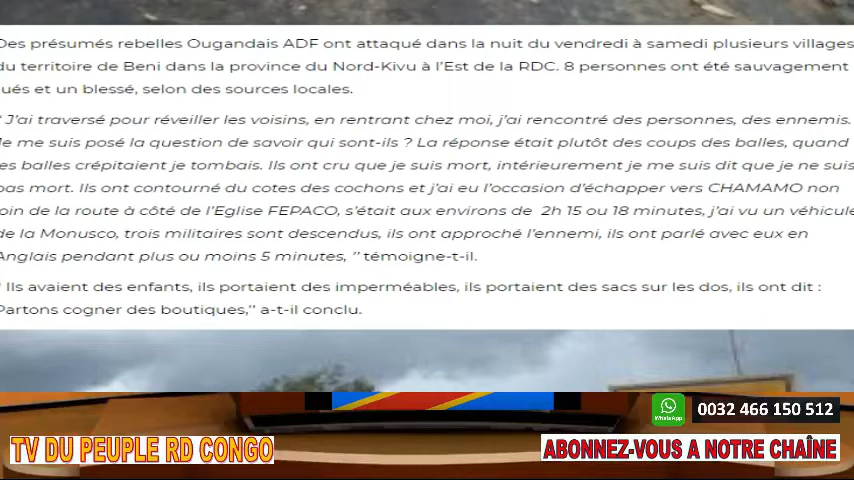 Des présumés rebelles Ougandais ADF ont attaqué dans la nuit du vendredi à samedi plusieurs villages
du territoire de Beni dans la province du Nord-Kivu à l'Est de la RDC. 8 personnes ont été sauvagement
ués et un blessé, selon des sources locales.
" J'ai traversé pour réveiller les voisins, en rentrant chez moi, j'ai rencontré des personnes, des ennemis.
Je me suis posé la question de savoir qui sont-ils ? La réponse était plutôt des coups des balles, quand
es balles crépitaient je tombais. Ils ont cru que je suis mort, intérieurement je me suis dit que je ne suis
pas mort. Ils ont contourné du cotes des cochons et j'ai eu l'occasion d'échapper vers CHAMAMO non
oin de la route à côté de l'Eglise FEPACO, s'était aux environs de 2h 15 ou 18 minutes, j'ai vu un véhicule
de la Monusco, trois militaires sont descendus, ils ont approché l'ennemi, ils ont parlé avec eux en
Anglais pendant plus ou moins 5 minutes, '' témoigne-t-il.
" Ils avaient des enfants, ils portaient des imperméables, ils portaient des sacs sur les dos, ils ont dit :
Partons cogner des boutiques,'' a-t-il conclu.
WhatsApp
0032 466 150 512
TV DU PEUPLE RD CONGO
ABONNEZ-VOUS A NOTRE CHAÎNE